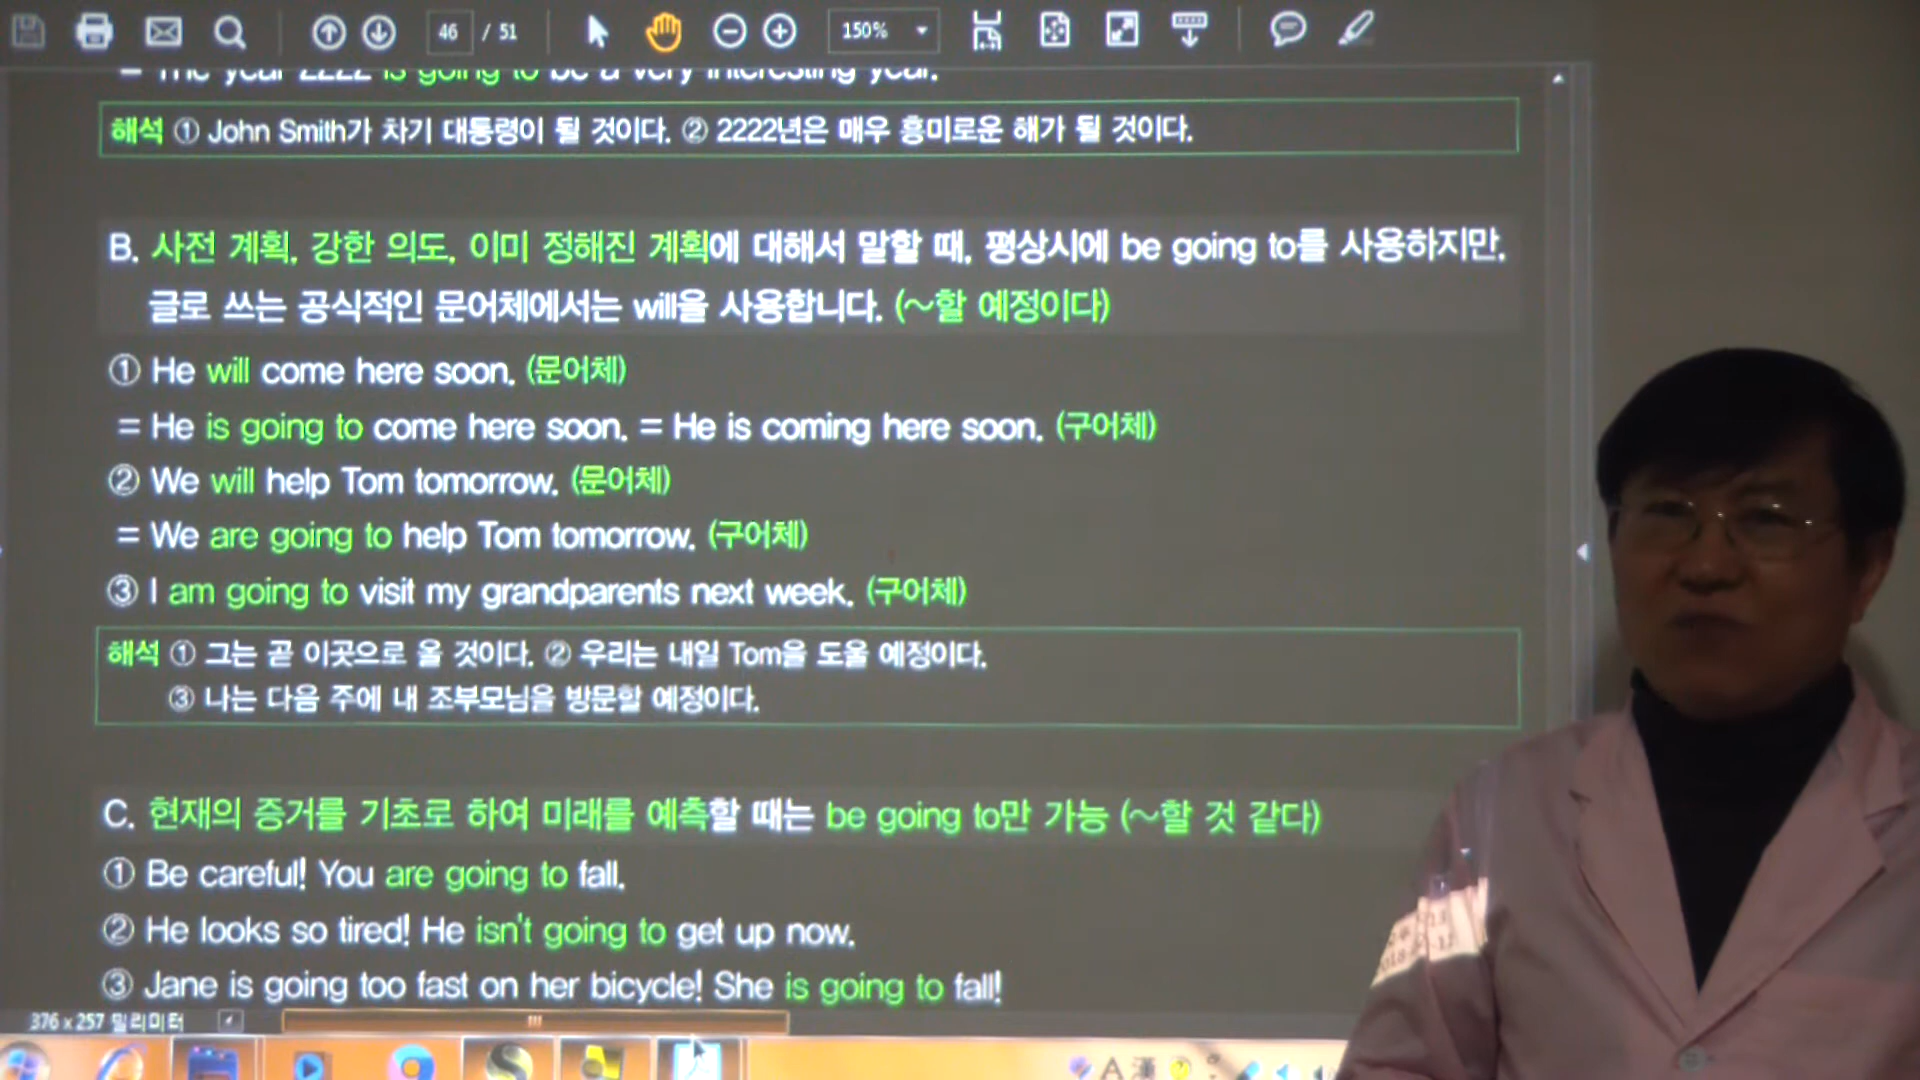 46 / 51
150%
= The year 2222 is going to be a very interesting year.
해석 ① John Smith가 차기 대통령이 될 것이다. ② 2222년은 매우 흥미로운 해가 될 것이다.
B. 사전 계획, 강한 의도, 이미 정해진 계획에 대해서 말할 때, 평상시에 be going to를 사용하지만,
글로 쓰는 공식적인 문어체에서는 will을 사용합니다. (~할 예정이다)
① He will come here soon. (문어체)
= He is going to come here soon. = He is coming here soon. (구어체)
② We will help Tom tomorrow. (문어체)
= We are going to help Tom tomorrow. (구어체)
③ I am going to visit my grandparents next week. (구어체)
해석 ① 그는 곧 이곳으로 올 것이다. ② 우리는 내일 Tom을 도울 예정이다.
③ 나는 다음 주에 내 조부모님을 방문할 예정이다.
C. 현재의 증거를 기초로 하여 미래를 예측할 때는 be going to만 가능 (~할 것 같다)
① Be careful! You are going to fall.
② He looks so tired! He isn't going to get up now.
③ Jane is going too fast on her bicycle! She is going to fall!
376 x 257 밀리미터
A 漢